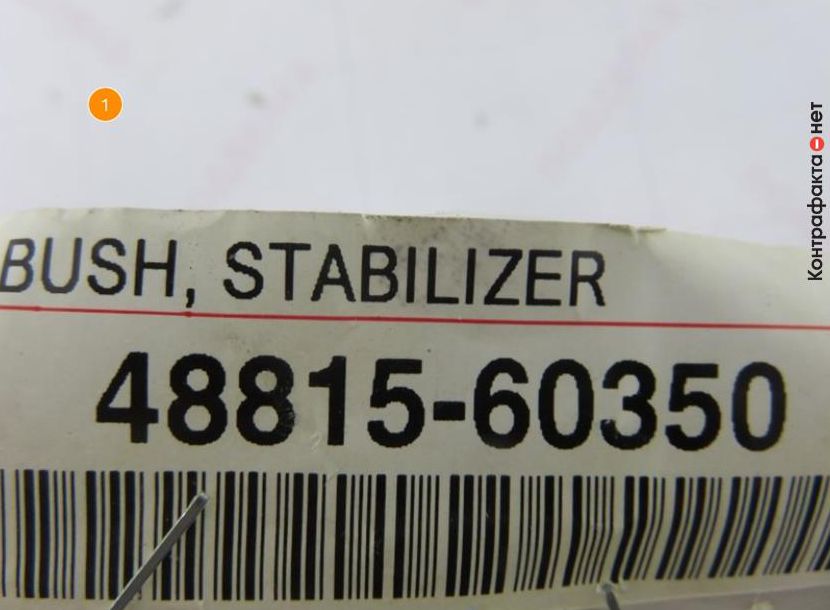 1
Контрафакта нет
BUSH, STABILIZER
48815-60350